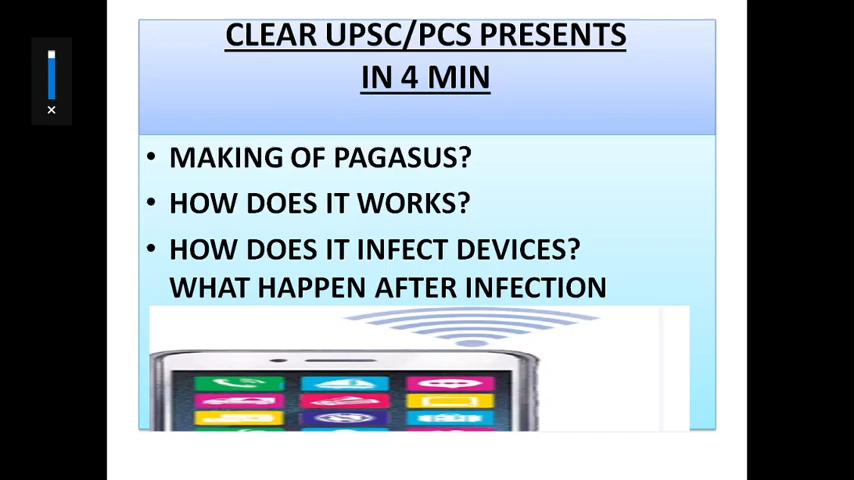 CLEAR UPSC/PCS PRESENTS
IN 4 MIN
• MAKING OF PAGASUS?
• HOW DOES IT WORKS?
• HOW DOES IT INFECT DEVICES?
WHAT HAPPEN AFTER INFECTION